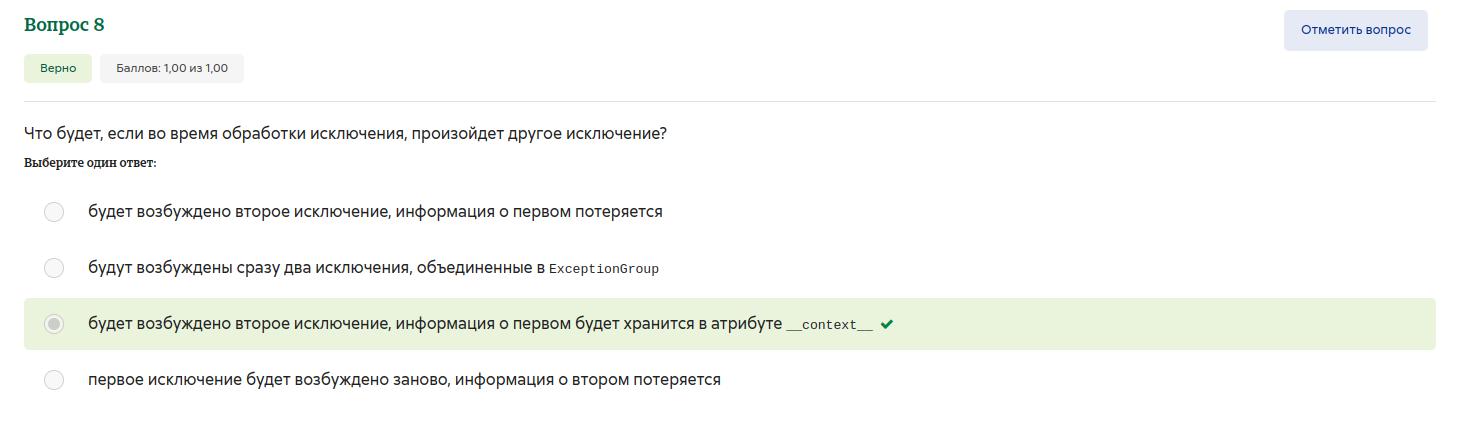 Вопрос 8
Отметить вопрос
Верно
Баллов: 1,00 из 1,00
Что будет, если во время обработки исключения, произойдет другое исключение?
Выберите один ответ:
будет возбуждено второе исключение, информация о первом потеряется
будут возбуждены сразу два исключения, объединенные в ExceptionGroup
будет возбуждено второе исключение, информация о первом будет хранится в атрибуте __context__
первое исключение будет возбуждено заново, информация о втором потеряется